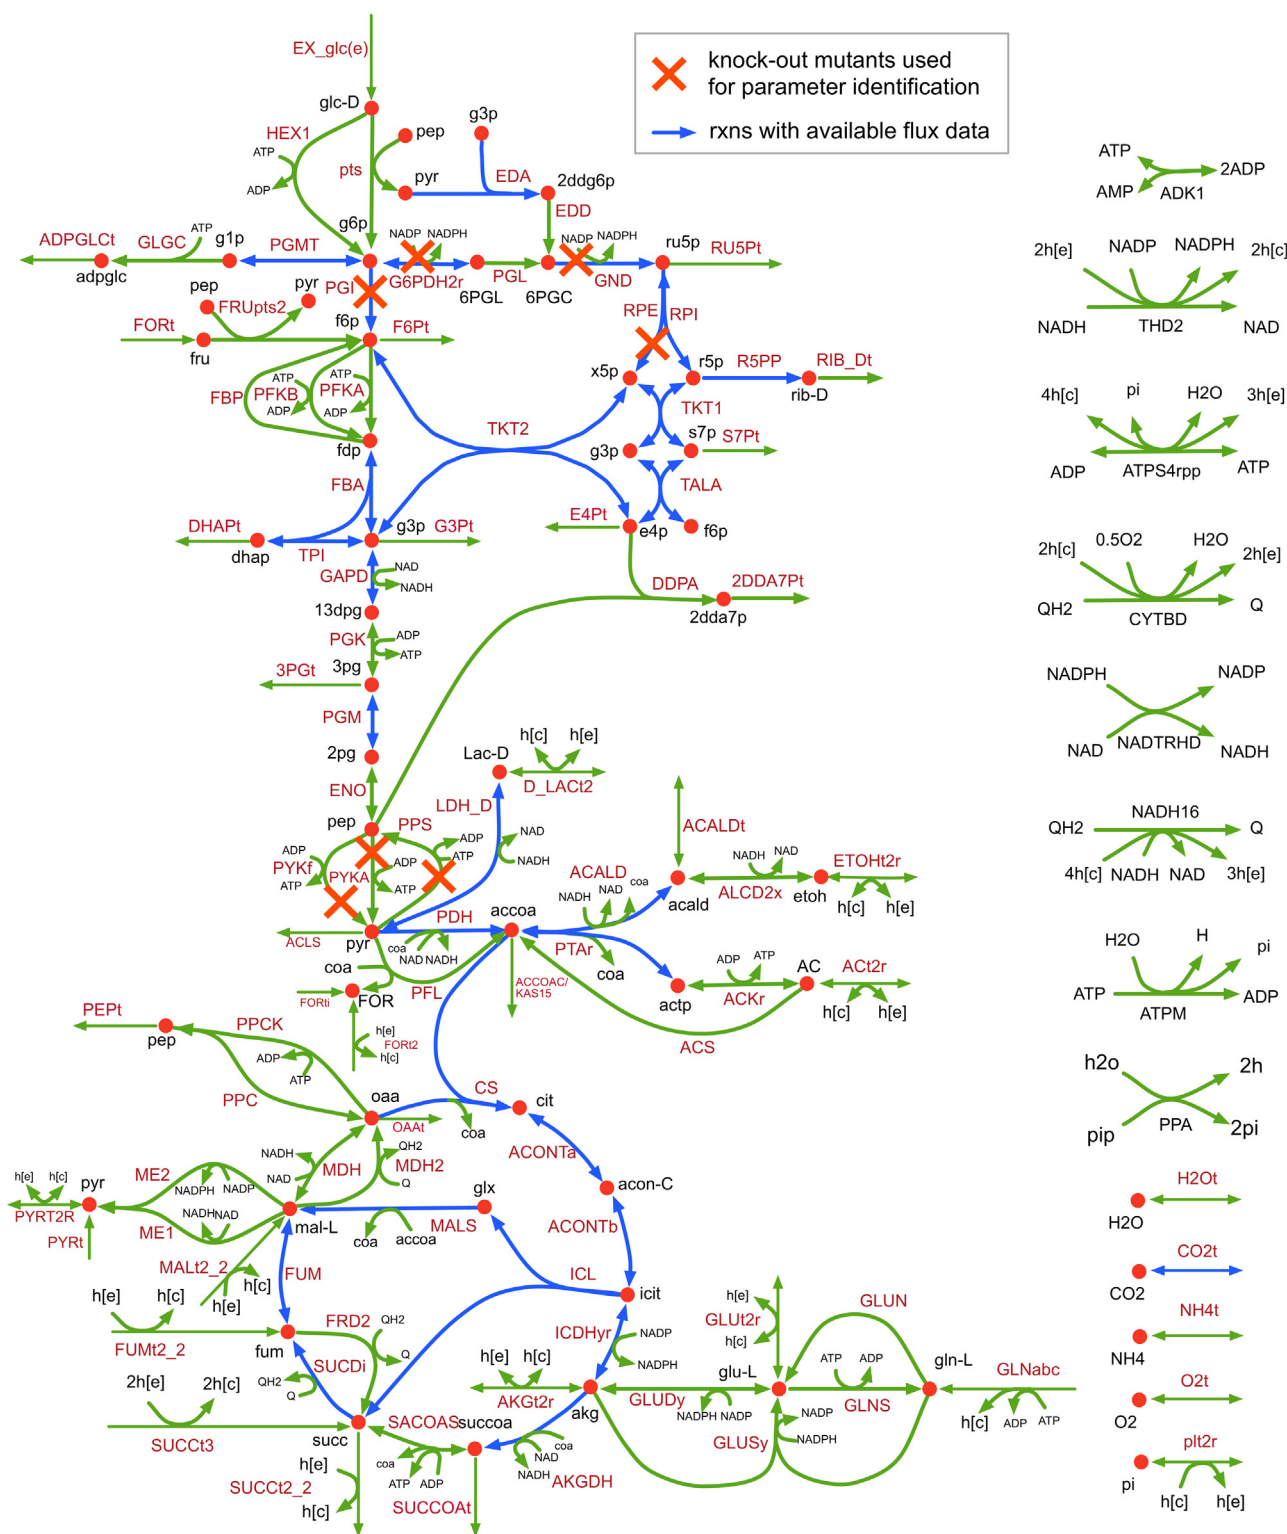 EX_glc(e)
knock-out mutants used
for parameter identification
rxns with available flux data
glc-D
HEX1
ATP
ADP
pts
pep
pyr
g3p
EDA
2ddg6p
EDD
g6p
ADPGLCt
GLGC
ATP
g1p
PGMT
adpglc
NADP
NADPH
G6PDH2r
6PGL
PGL
6PGC
NADP
NADPH
GND
ru5p
RU5Pt
PGI
pep
pyr
FRUpts2
FORt
fru
f6p
F6Pt
RPE
RPI
x5p
r5p
R5PP
RIB_Dt
rib-D
FBP
ATP
PFKB
ADP
ATP
PFKA
ADP
fdp
TKT2
TKT1
g3p
s7p
S7Pt
FBA
TALA
DHAPt
dhap
TPI
g3p
G3Pt
E4Pt
e4p
f6p
GAPD
NAD
NADH
DDPA
2DDA7Pt
2dda7p
13dpg
PGK
ADP
ATP
3PGt
3pg
PGM
2pg
ENO
Lac-D
h[c]
h[e]
D_LACt2
LDH_D
NAD
NADH
pep
PPS
ADP
ATP
ADP
PYKf
ATP
PYKA
ADP
ATP
ACALDt
ACALD
NADH
NAD
coa
acald
NADH
NAD
ALCD2x
etoh
ETOHt2r
h[c]
h[e]
ACLS
pyr
PDH
coa
NAD
NADH
accoa
PTAr
coa
actp
ADP
ATP
ACKr
AC
ACt2r
h[c]
h[e]
coa
FORti
FOR
PFL
ACCOAC/
KAS15
h[e]
FORt2
h[c]
ACS
PEPt
pep
PPCK
ADP
ATP
PPC
oaa
OAAt
CS
coa
cit
ACONTa
acon-C
ACONTb
icit
NADH
NAD
MDH
QH2
MDH2
Q
h[e]
h[c]
pyr
PYRT2R
PYRt
ME2
NADPH
NADP
NADH
NAD
ME1
mal-L
MALt2_2
h[c]
h[e]
glx
MALS
coa
accoa
ICL
FUM
h[e]
h[c]
FUMt2_2
fum
FRD2
QH2
Q
SUCDi
QH2
Q
2h[e]
2h[c]
SUCCt3
succ
h[e]
SUCCt2_2
h[c]
SACOAS
coa
ATP
ADP
succoa
SUCCOAt
coa
NAD
NADH
AKGDH
ICDHyr
NADP
NADPH
h[e]
h[c]
AKGt2r
akg
GLUDy
NADPH
NADP
glu-L
h[e]
GLUt2r
h[c]
GLUN
ATP
ADP
GLNS
NADP
NADPH
GLUSy
gln-L
GLNabc
h[c]
ADP
ATP
ATP
AMP
ADK1
2ADP
2h[e]
NADP
NADPH
2h[c]
NADH
THD2
NAD
4h[c]
pi
H2O
3h[e]
ADP
ATPS4rpp
ATP
2h[c]
0.5O2
H2O
2h[e]
QH2
CYTBD
Q
NADPH
NADP
NAD
NADTRHD
NADH
NADH16
QH2
Q
4h[c]
NADH
NAD
3h[e]
H2O
H
pi
ATP
ATPM
ADP
h2o
2h
pip
PPA
2pi
H2Ot
H2O
CO2t
CO2
NH4t
NH4
O2t
O2
pIt2r
pi
h[c]
h[e]